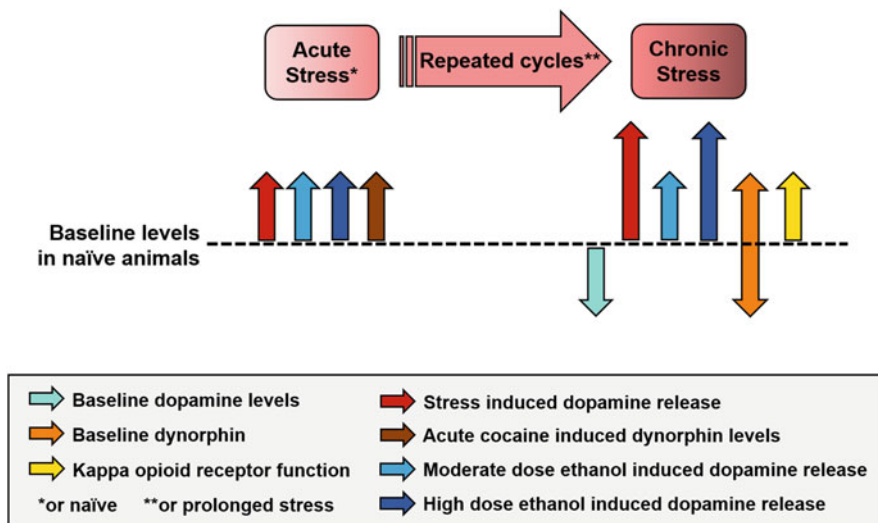 Acute
Stress*
Repeated cycles**
Chronic
Stress
Baseline levels
in naïve animals
Baseline dopamine levels
Baseline dynorphin
Kappa opioid receptor function
*or naïve **or prolonged stress
Stress induced dopamine release
Acute cocaine induced dynorphin levels
Moderate dose ethanol induced dopamine release
High dose ethanol induced dopamine release